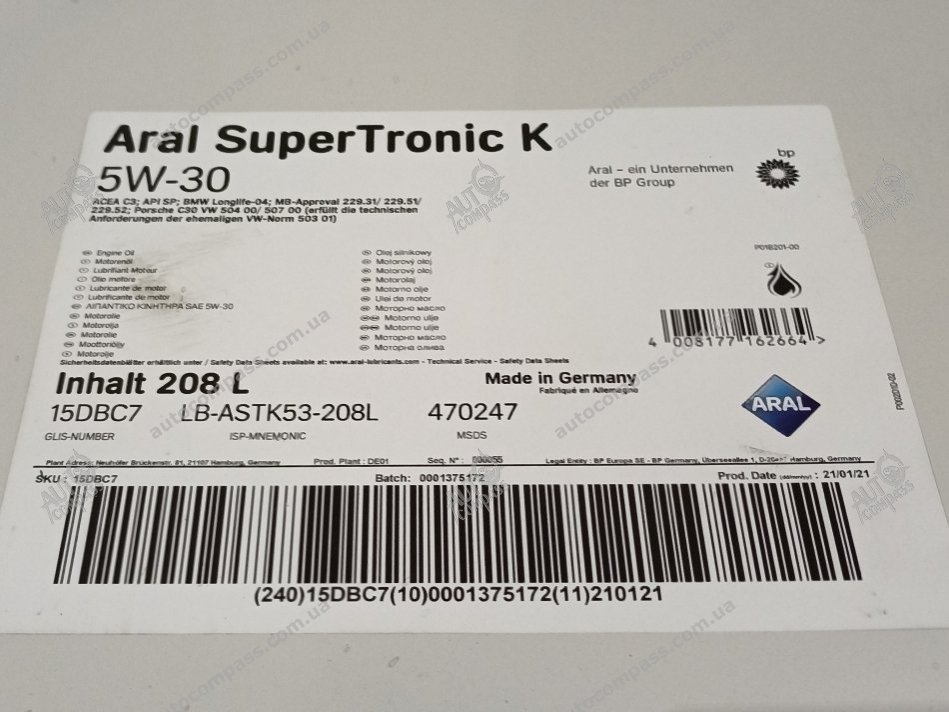 Aral SuperTronic K
5W-30
ACEA C3; API SP; BMW Longlife-04; MB-Approval 229.31/ 229.51/
229.52; Porsche C30 VW 504 00/ 507 00 (erfüllt die technischen
Anforderungen der ehemaligen VW-Norm 503 01)
Aral – ein Unternehmen
der BP Group
bp
P01B201-00
Engine Oil
Motorenöl
Lubrifiant Moteur
Olio motore
Lubricante de motor
Lubrificante de motor
ΛΙΠΑΝΤΙΚΟ ΚΙΝΗΤΗΡΑ SAE 5W-30
Motorolie
Motorolja
Motorolie
Moottoriöljy
Motorolje
Olej silnikowy
Motorový olej
Motorový olej
Motorolaj
Motorno olje
Ulei de motor
Моторно масло
Motorno ulje
Motorno ulje
Моторно масло
Моторна олива
4 008177 162664 >
Sicherheitsdatenblätter erhältlich unter / Safety Data Sheets available at: www.aral-lubricants.com - Technical Service - Safety Data Sheets
Inhalt 208 L
Made in Germany
Fabriqué en Allemagne
15DBC7 LB-ASTK53-208L 470247
GLIS-NUMBER ISP-MNEMONIC MSDS
ARAL
Plant Adress: Neuhöfer Brückenstr. 81, 21107 Hamburg, Germany Prod. Plant : DE01 Seq. N° : 000055 Legal Entity : BP Europa SE - BP Germany, Überseeallee 1, Hamburg, Germany
SKU : 15DBC7 Batch: 0001375172 Prod. Date (dd/mm/yy) : 21/01/21
(240)15DBC7(10)0001375172(11)210121
autocompass.com.ua
AUTO
compass